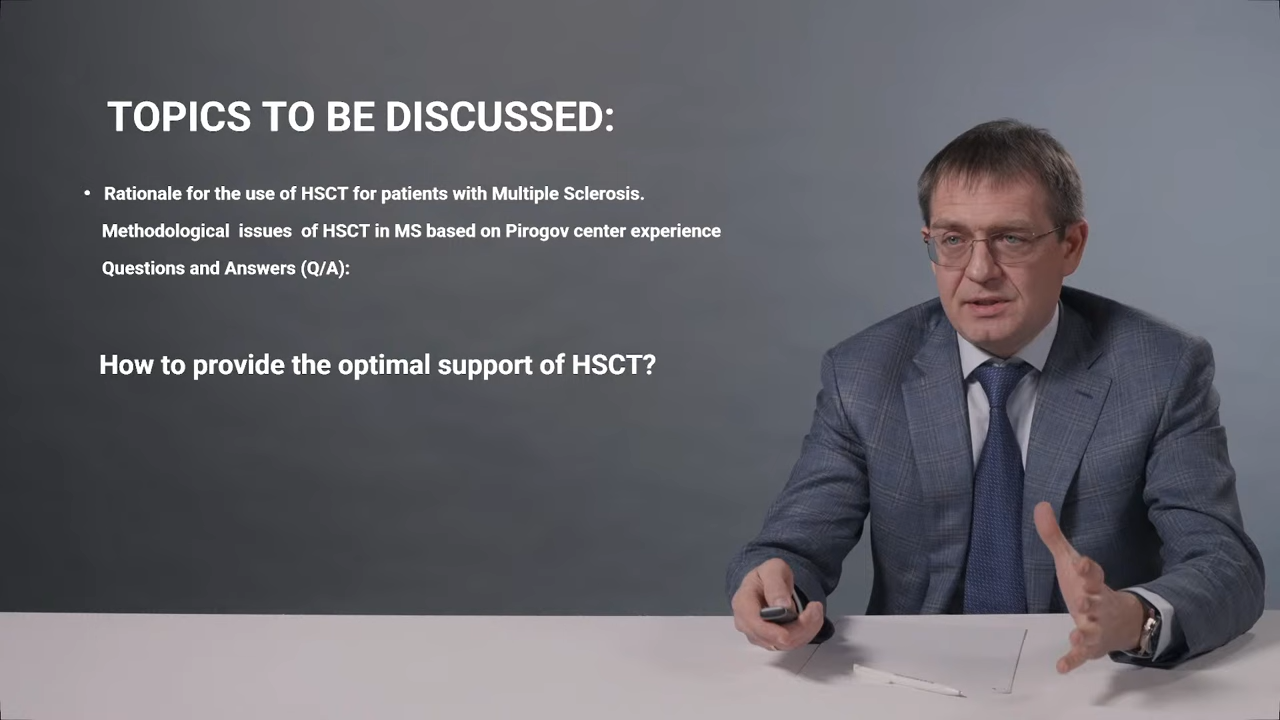 TOPICS TO BE DISCUSSED:
• Rationale for the use of HSCT for patients with Multiple Sclerosis.
Methodological issues of HSCT in MS based on Pirogov center experience
Questions and Answers (Q/A):
How to provide the optimal support of HSCT?